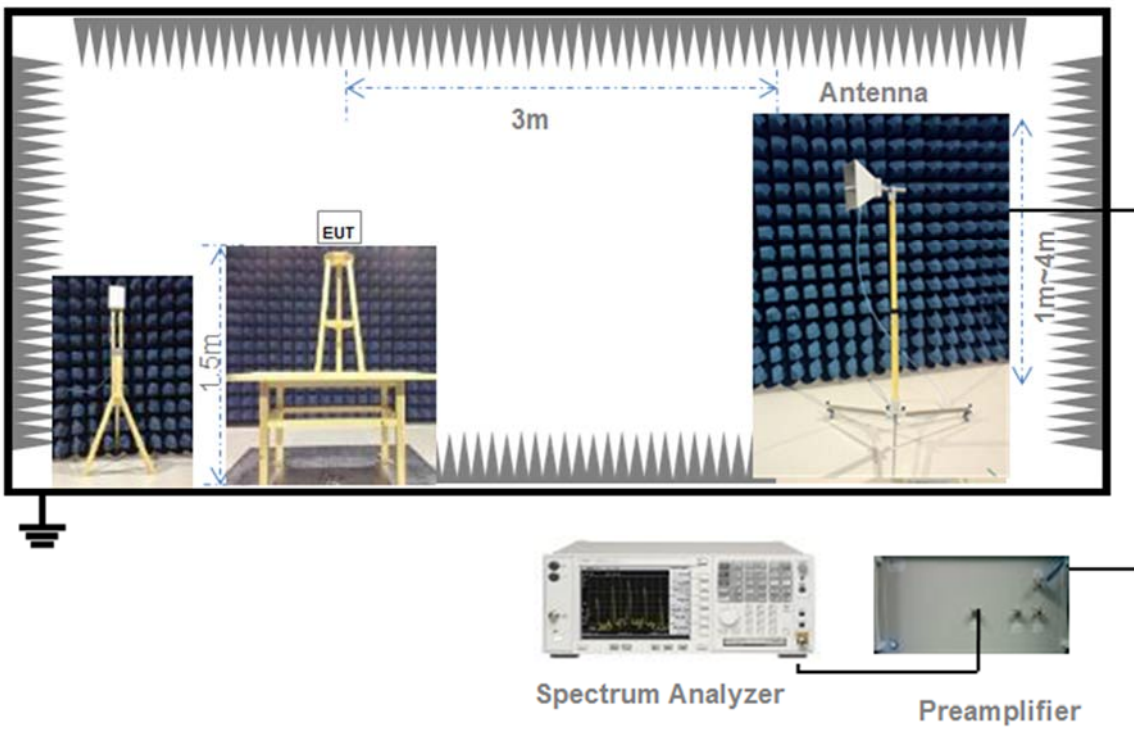 Antenna
3m
EUT
1.5m
1m~4m
Spectrum Analyzer
Preamplifier